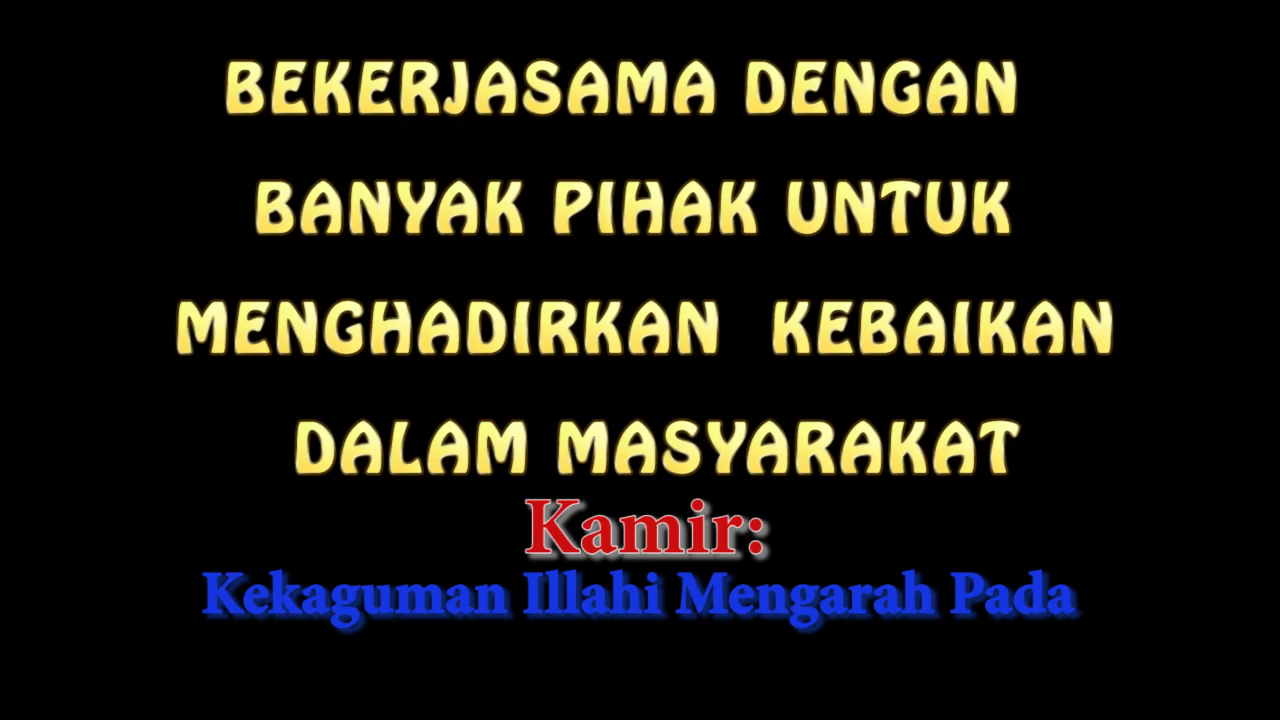 BEKERJASAMA DENGAN
BANYAK PIHAK UNTUK
MENGHADIRKAN KEBAIKAN
DALAM MASYARAKAT
Kamir:
Kekaguman Illahi Mengarah Pada